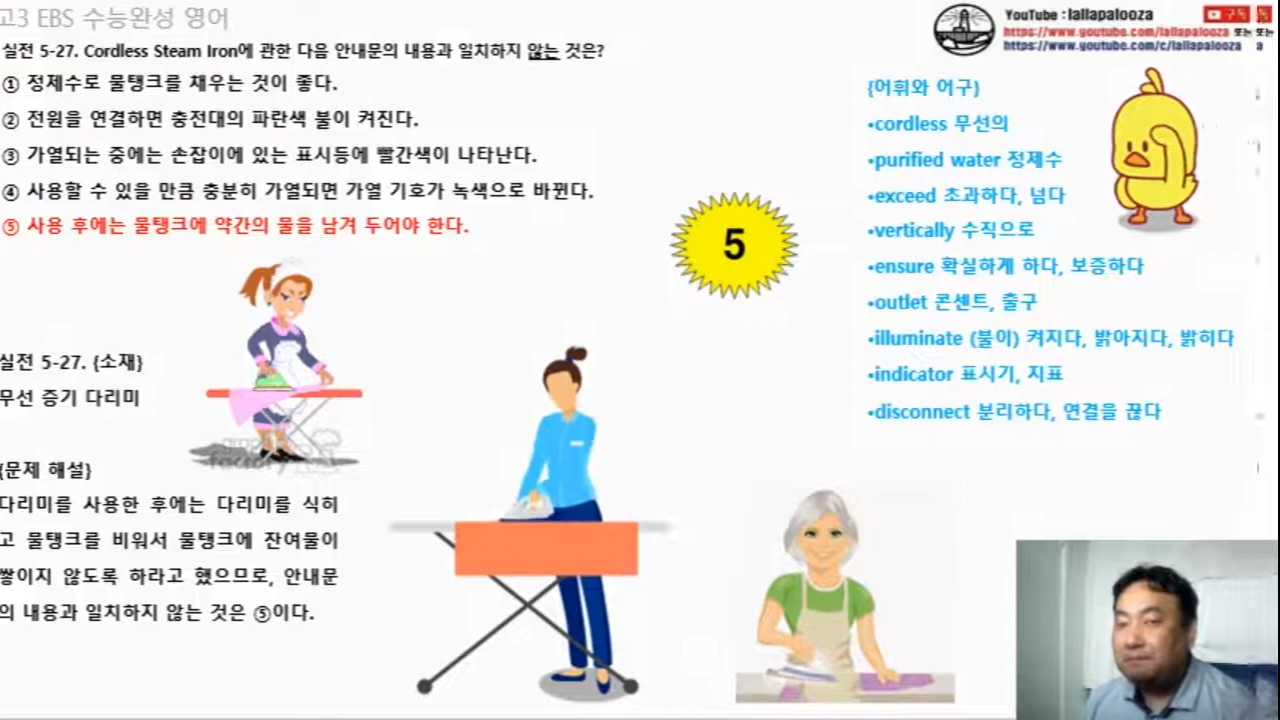 고3 EBS 수능완성 영어
실전 5-27. Cordless Steam Iron에 관한 다음 안내문의 내용과 일치하지 않는 것은?
① 정제수로 물탱크를 채우는 것이 좋다.
② 전원을 연결하면 충전대의 파란색 불이 켜진다.
③ 가열되는 중에는 손잡이에 있는 표시등에 빨간색이 나타난다.
④ 사용할 수 있을 만큼 충분히 가열되면 가열 기호가 녹색으로 바뀐다.
⑤ 사용 후에는 물탱크에 약간의 물을 남겨 두어야 한다.
5
실전 5-27. {소재}
무선 증기 다리미
{문제 해설}
다리미를 사용한 후에는 다리미를 식히
고 물탱크를 비워서 물탱크에 잔여물이
쌓이지 않도록 하라고 했으므로, 안내문
의 내용과 일치하지 않는 것은 ⑤이다.
YouTube : lallapalooza
구독
https://www.youtube.com/lallapalooza 또는 또는
https://www.youtube.com/c/lallapalooza a
{어휘와 어구}
•cordless 무선의
•purified water 정제수
•exceed 초과하다, 넘다
•vertically 수직으로
•ensure 확실하게 하다, 보증하다
•outlet 콘센트, 출구
•illuminate (불이) 켜지다, 밝아지다, 밝히다
•indicator 표시기, 지표
•disconnect 분리하다, 연결을 끊다